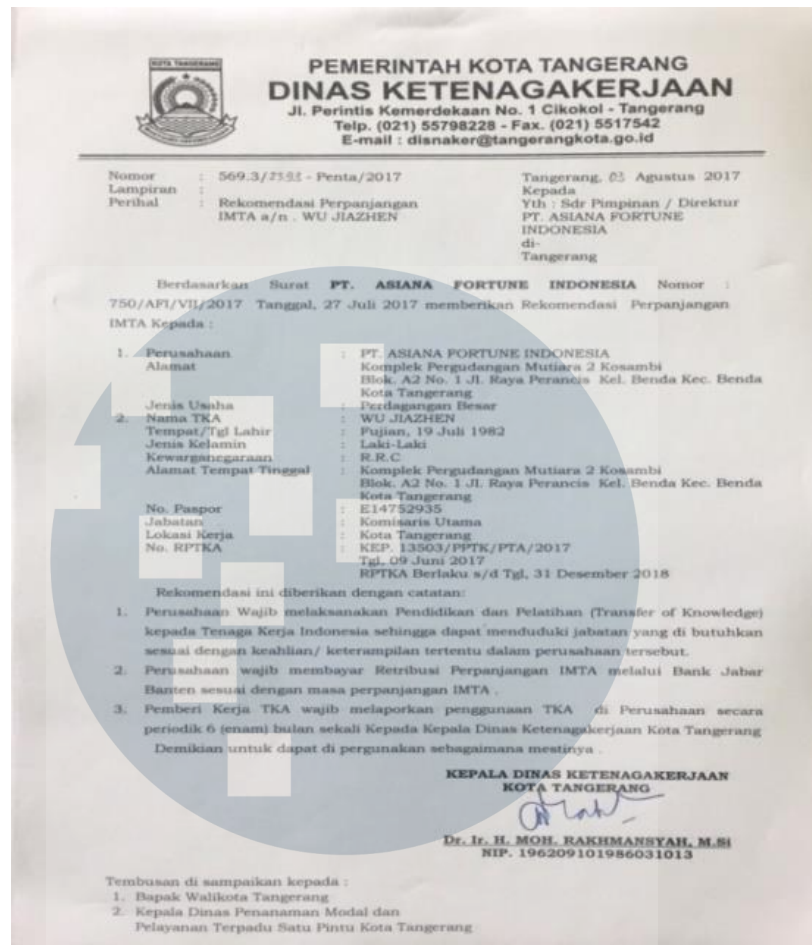 KOTA TANGERANG
PEMERINTAH KOTA TANGERANG
DINAS KETENAGAKERJAAN
Jl. Perintis Kemerdekaan No. 1 Cikokol - Tangerang
Telp. (021) 55798228 - Fax. (021) 5517542
E-mail : disnaker@tangerangkota.go.id
Nomor : 569.3/ - Penta/2017
Lampiran :
Perihal : Rekomendasi Perpanjangan
IMTA a/n . WU JIAZHEN
Tangerang, 03 Agustus 2017
Kepada
Yth : Sdr Pimpinan / Direktur
PT. ASIANA FORTUNE
INDONESIA
di-
Tangerang
Berdasarkan Surat PT. ASIANA FORTUNE INDONESIA Nomor :
750/AFI/VII/2017 Tanggal, 27 Juli 2017 memberikan Rekomendasi Perpanjangan
IMTA Kepada :
1. Perusahaan : PT. ASIANA FORTUNE INDONESIA
Alamat : Komplek Pergudangan Mutiara 2 Kosambi
Blok. A2 No. 1 Jl. Raya Perancis Kel. Benda Kec. Benda
Kota Tangerang
Jenis Usaha : Perdagangan Besar
2. Nama TKA : WU JIAZHEN
Tempat/Tgl Lahir : Fujian, 19 Juli 1982
Jenis Kelamin : Laki-Laki
Kewarganegaraan : R.R.C
Alamat Tempat Tinggal : Komplek Pergudangan Mutiara 2 Kosambi
Blok. A2 No. 1 Jl. Raya Perancis Kel. Benda Kec. Benda
Kota Tangerang
No. Paspor : E14752935
Jabatan : Komisaris Utama
Lokasi Kerja : Kota Tangerang
No. RPTKA : KEP. 13503/PPTK/PTA/2017
Tgl, 09 Juni 2017
RPTKA Berlaku s/d Tgl, 31 Desember 2018
Rekomendasi ini diberikan dengan catatan:
1. Perusahaan Wajib melaksanakan Pendidikan dan Pelatihan (Transfer of Knowledge)
kepada Tenaga Kerja Indonesia sehingga dapat menduduki jabatan yang di butuhkan
sesuai dengan keahlian/ keterampilan tertentu dalam perusahaan tersebut.
2. Perusahaan wajib membayar Retribusi Perpanjangan IMTA melalui Bank Jabar
Banten sesuai dengan masa perpanjangan IMTA .
3. Pemberi Kerja TKA wajib melaporkan penggunaan TKA di Perusahaan secara
periodik 6 (enam) bulan sekali Kepada Kepala Dinas Ketenagakerjaan Kota Tangerang
Demikian untuk dapat di pergunakan sebagaimana mestinya .
KEPALA DINAS KETENAGAKERJAAN
KOTA TANGERANG
Dr. Ir. H. MOH. RAKHMANSYAH, M.Si
NIP. 196209101986031013
Tembusan di sampaikan kepada :
1. Bapak Walikota Tangerang
2. Kepala Dinas Penanaman Modal dan
Pelayanan Terpadu Satu Pintu Kota Tangerang